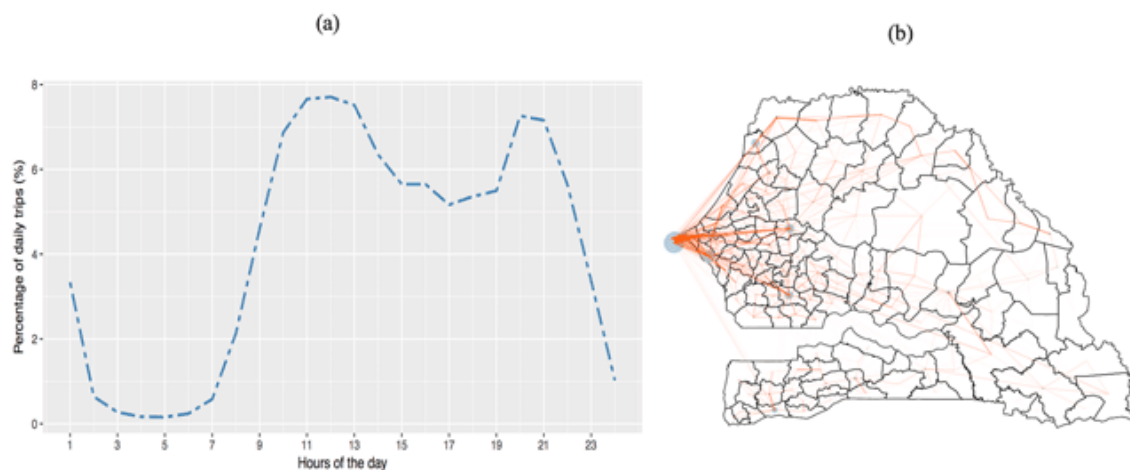 (a)
(b)
8
6
4
2
0
Percentage of daily trips (%)
1 3 5 7 9 11 13 15 17 19 21 23
Hours of the day